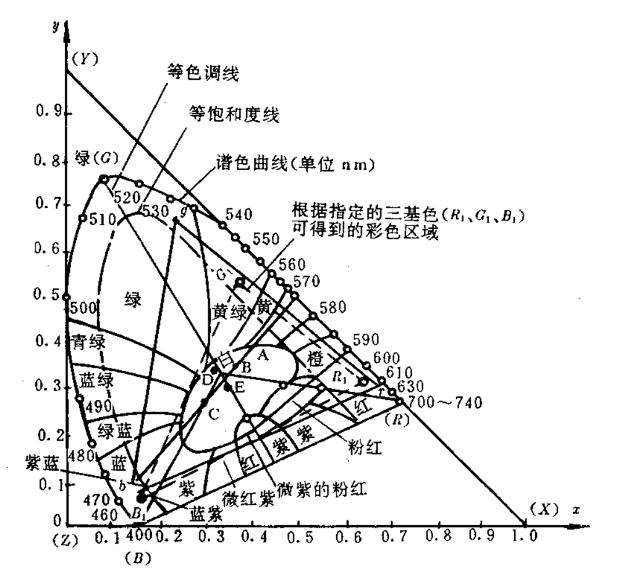 y
(Y)
等色调线
等饱和度线
0.9
0.8
绿(G)
谱色曲线(单位 nm)
520
0.7
510
530
g
540
根据指定的三基色(R₁、G₁、B₁)
可得到的彩色区域
550
0.6
560
G₁
570
0.5
500
绿
黄绿
黄
580
青绿
0.4
590
白
A
橙
600
蓝绿
D
B
R₁
610
0.3
E
r
630
490
C
红
700～740
(R)
绿蓝
0.2
480
紫
紫
粉红
紫蓝
蓝
红
0.1
b
紫
微红紫
微紫的粉红
470
460
B₁
蓝紫
0
(X)
x
(Z)
0.1
400
0.2
0.3
0.4
0.5
0.6
0.7
0.8
1.0
(B)